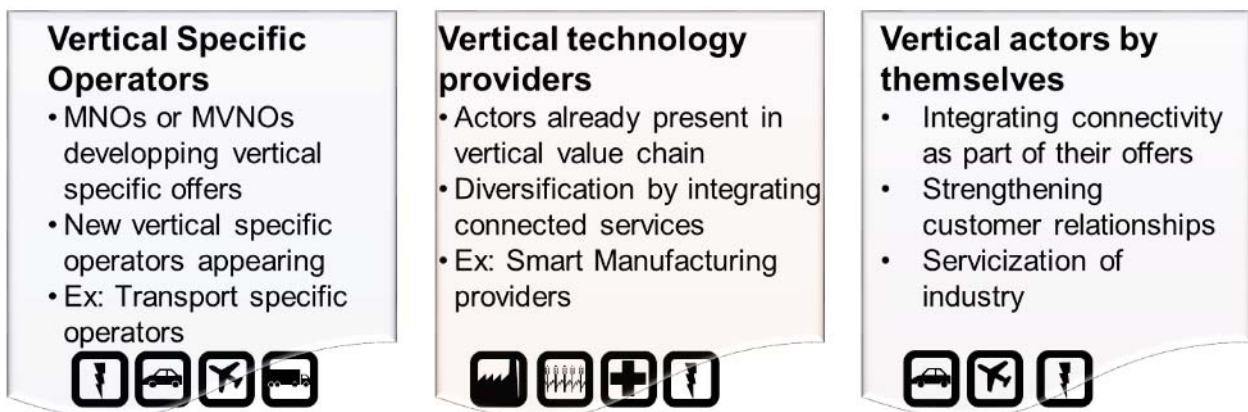 Vertical Specific
Operators
• MNOs or MVNOs
developping vertical
specific offers
• New vertical specific
operators appearing
• Ex: Transport specific
operators
Vertical technology
providers
• Actors already present in
vertical value chain
• Diversification by integrating
connected services
• Ex: Smart Manufacturing
providers
Vertical actors by
themselves
• Integrating connectivity
as part of their offers
• Strengthening
customer relationships
• Servicization of
industry